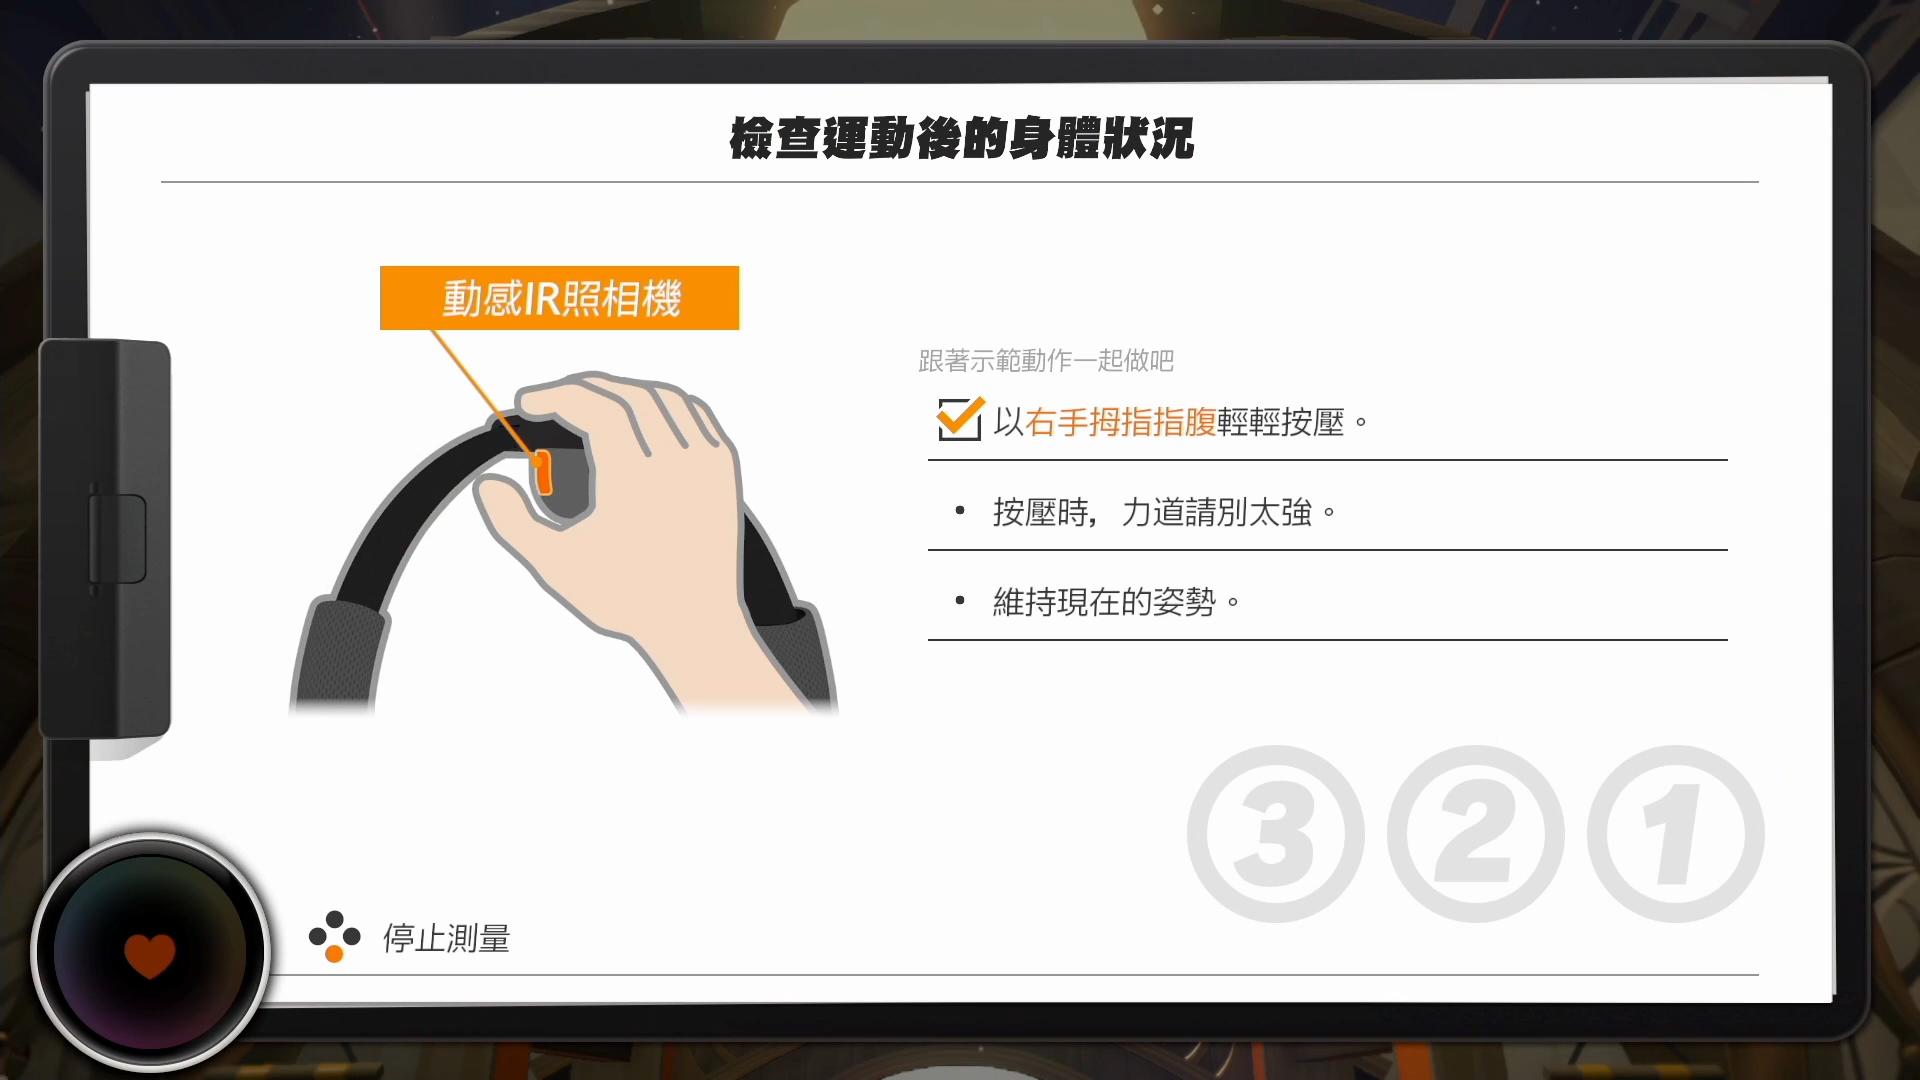 檢查運動後的身體狀況
動感IR照相機
跟著示範動作一起做吧
以右手拇指指腹輕輕按壓。
• 按壓時，力道請別太強。
• 維持現在的姿勢。
3 2 1
停止測量